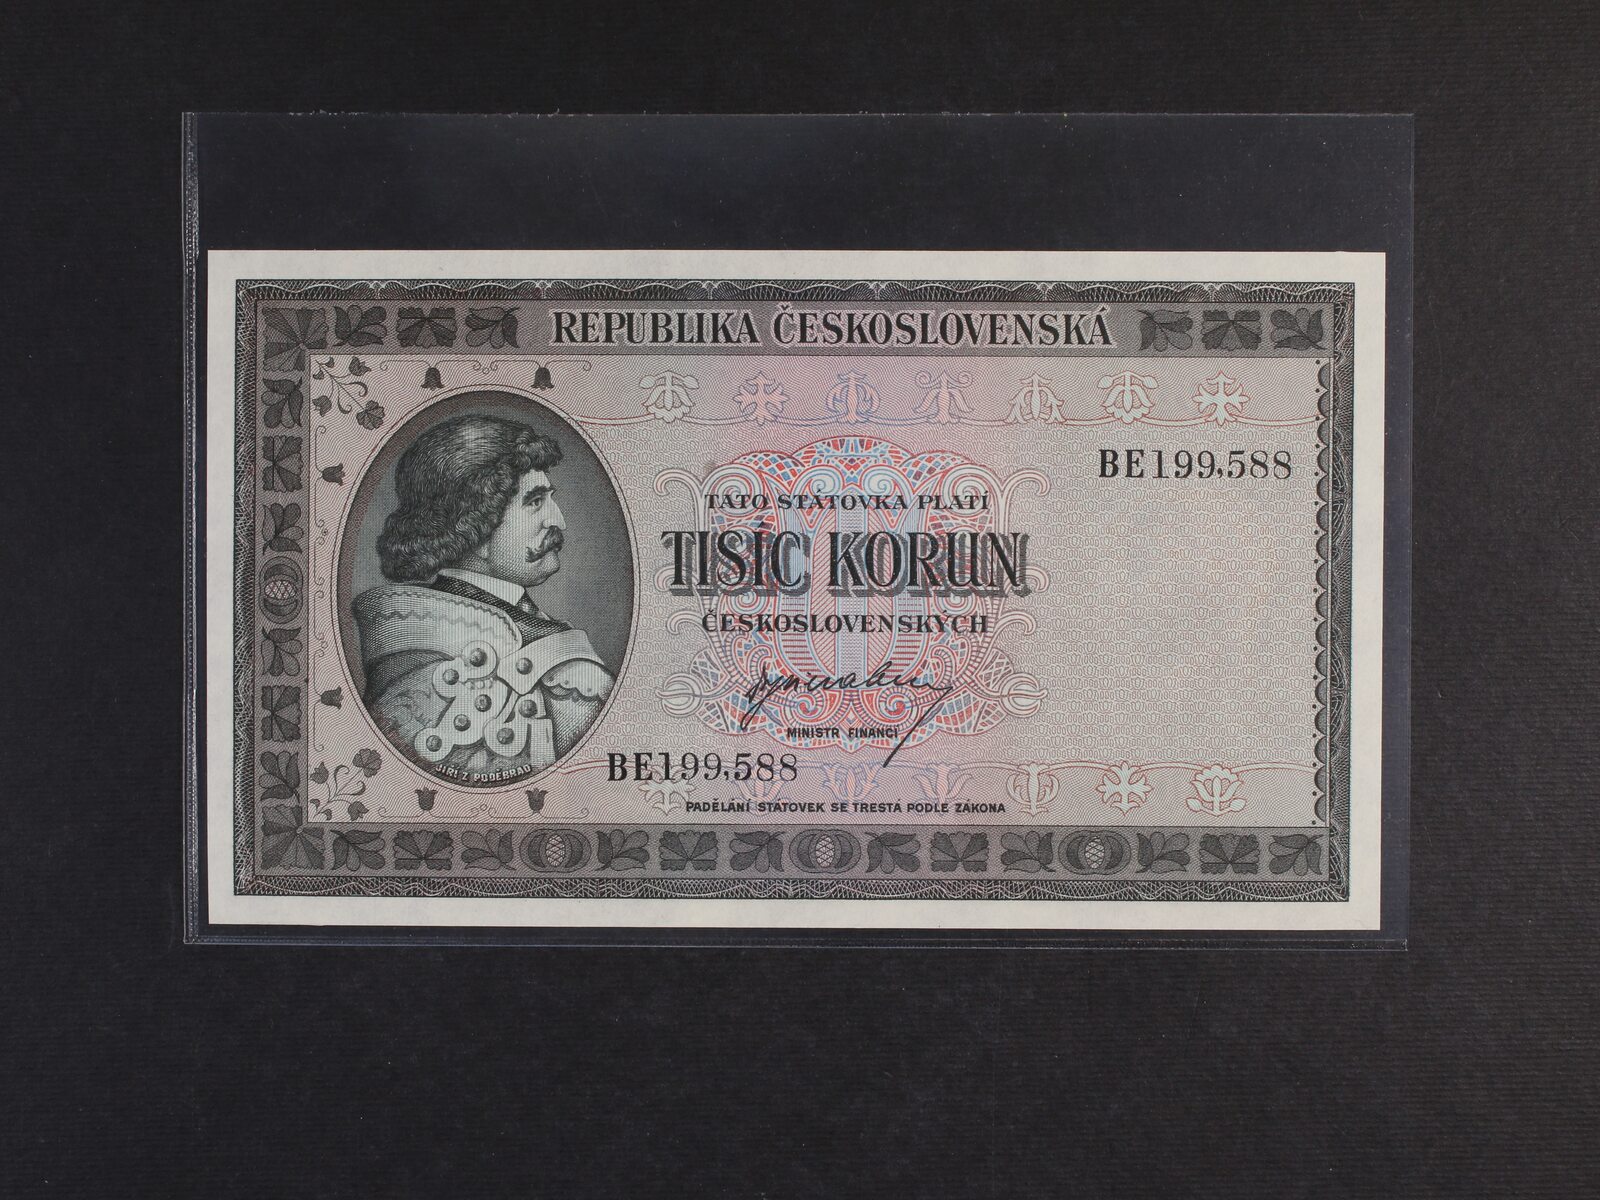 REPUBLIKA ČESKOSLOVENSKÁ
BE199,588
TATO STÁTOVKA PLATÍ
TISÍC KORUN
ČESKOSLOVENSKÝCH
MINISTR FINANCÍ
BE199,588
JIŘÍ Z PODĚBRAD
PADĚLÁNÍ STÁTOVEK SE TRESTÁ PODLE ZÁKONA